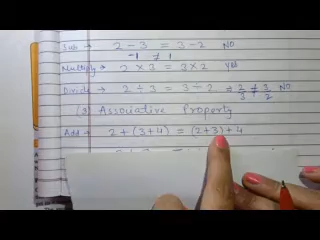 Sub → 2 - 3 = 3 - 2 NO
-1 ≠ 1
Multiply → 2 × 3 = 3 × 2 Yes
Divide → 2 ÷ 3 = 3 ÷ 2 = 2/3 ≠ 3/2 NO
(3) Associative Property
Add → 2 + (3+4) = (2+3) + 4